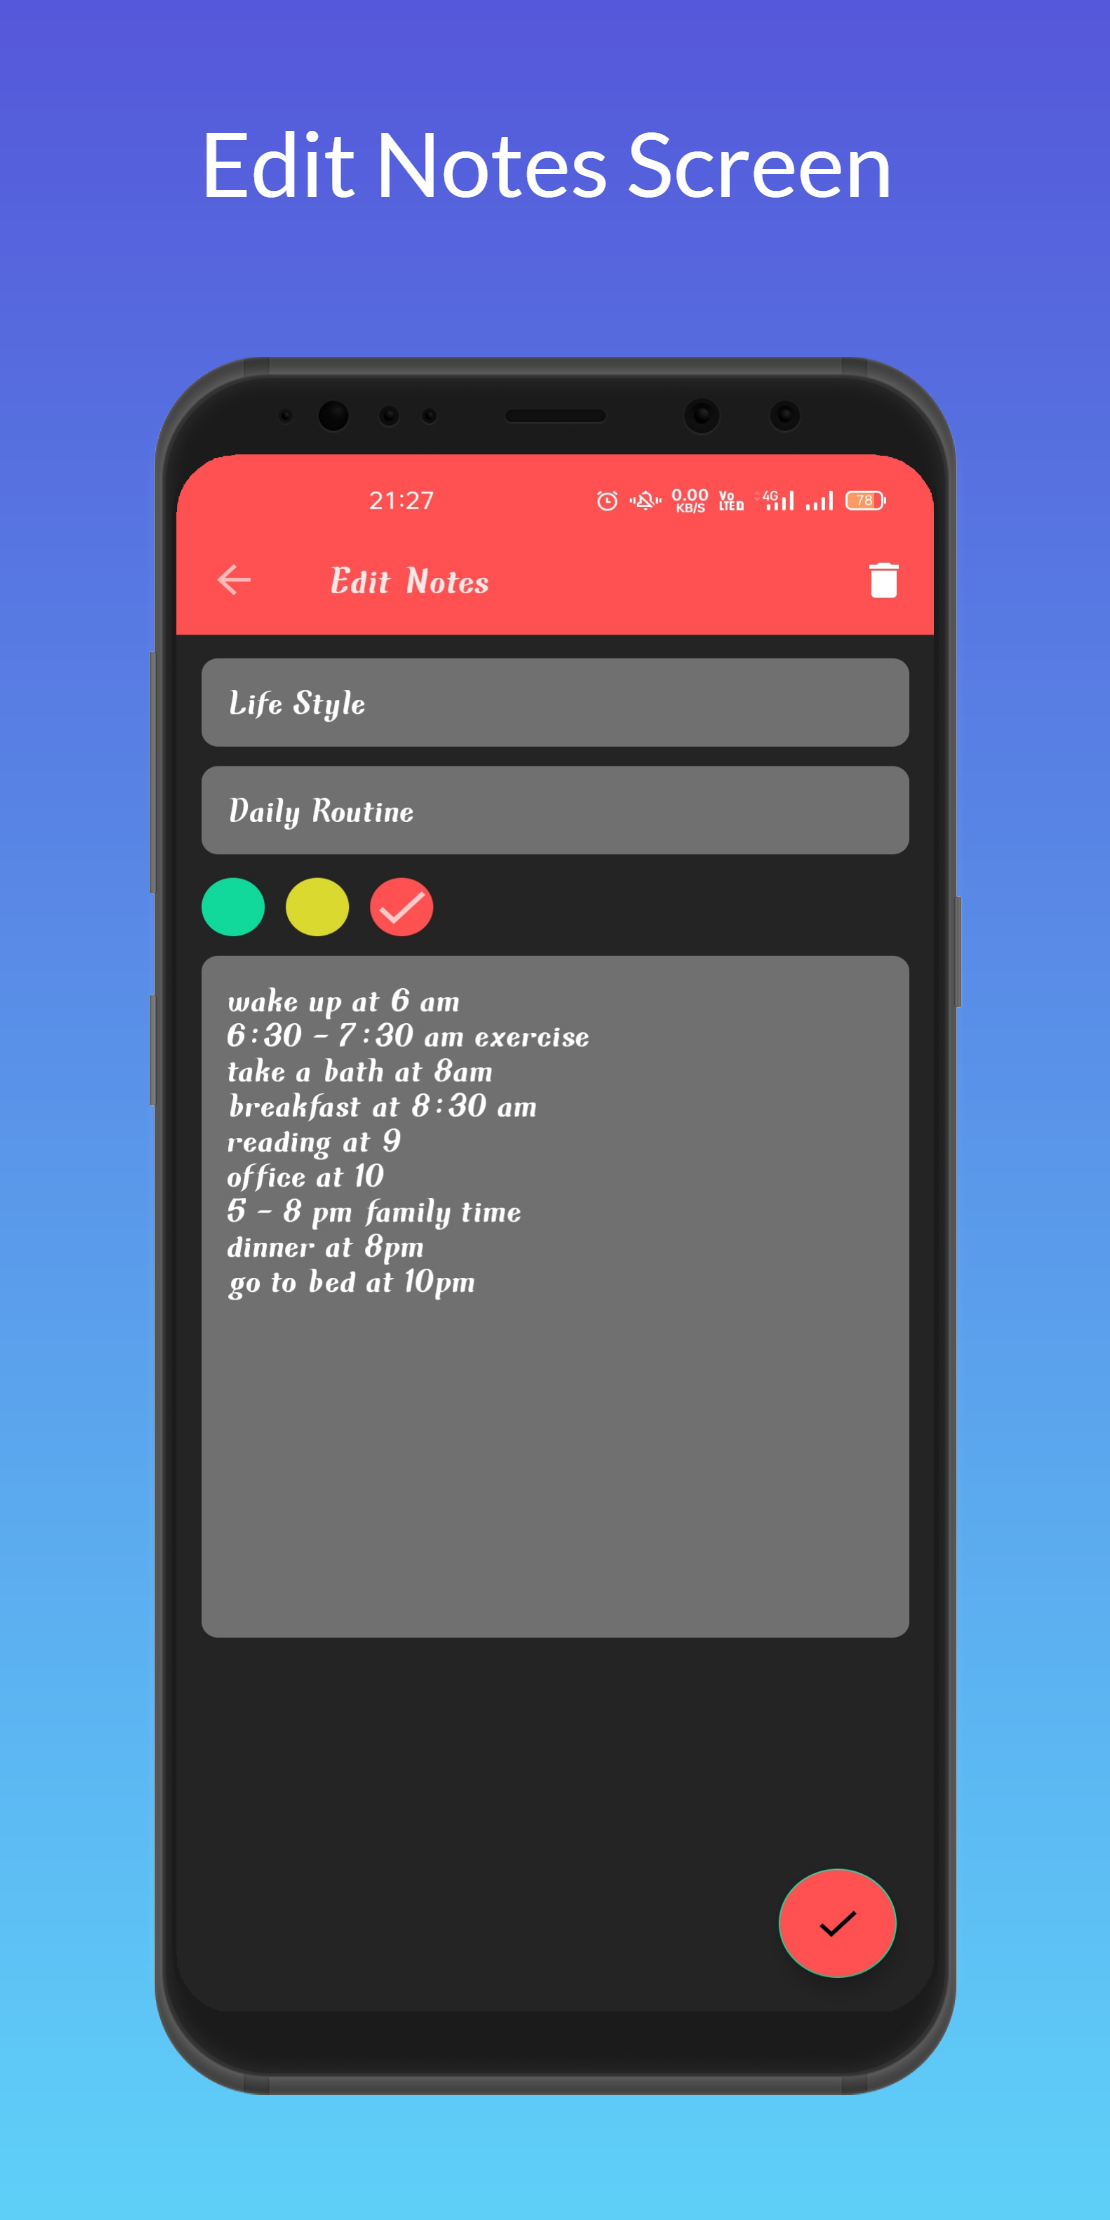 Edit Notes Screen
21:27
0.00
KB/S
Vo
LTE D
4G
78
Edit Notes
Life Style
Daily Routine
wake up at 6 am
6:30 - 7:30 am exercise
take a bath at 8am
breakfast at 8:30 am
reading at 9
office at 10
5 - 8 pm family time
dinner at 8pm
go to bed at 10pm